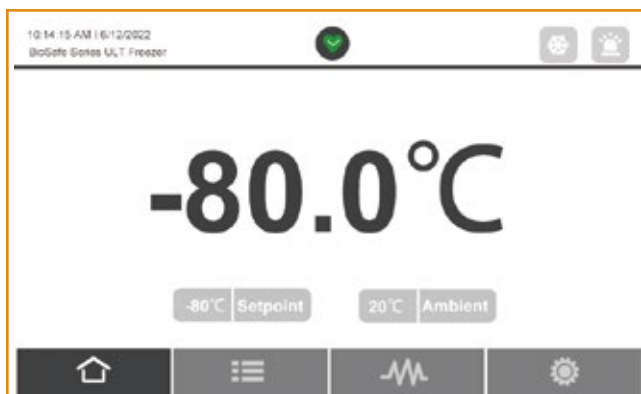 10:14:15 AM | 6/12/2022
BioSafe Series ULT Freezer
-80.0°C
-80°C Setpoint
20°C Ambient